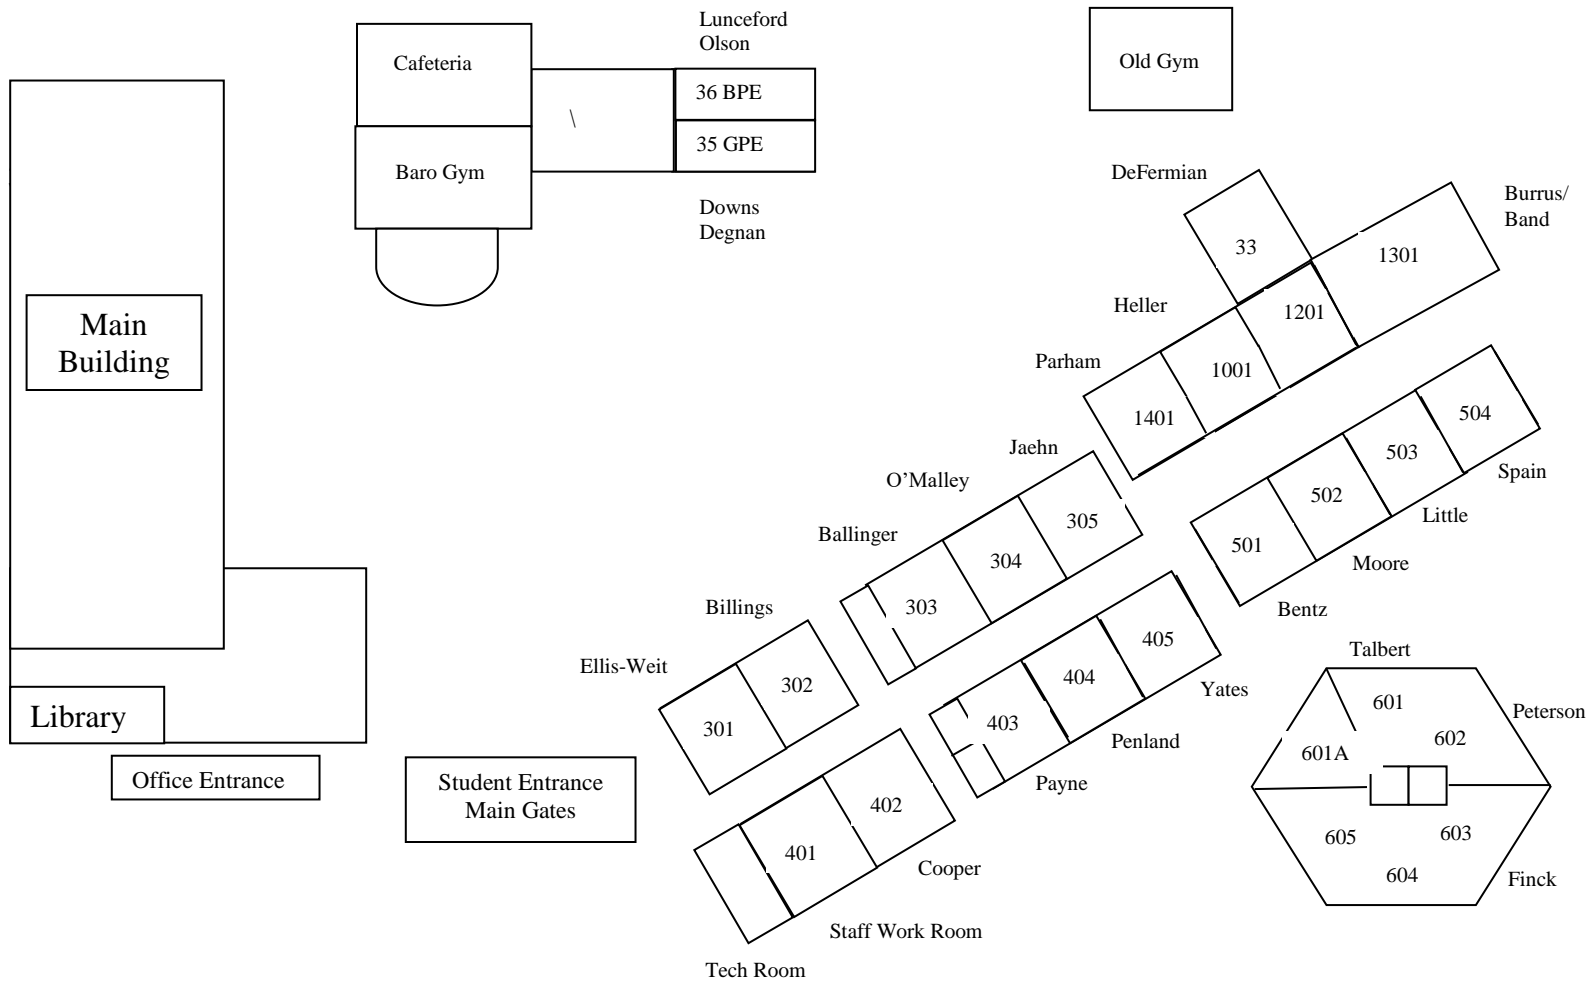 Lunceford
Olson
Cafeteria
36 BPE
\
35 GPE
Baro Gym
Downs
Degnan
Old Gym
DeFermian
33
Burrus/
Band
1301
Heller
1201
Parham
1001
1401
Main
Building
Jaehn
O’Malley
Ballinger
305
304
303
504
503
502
501
Spain
Little
Moore
Bentz
Billings
Ellis-Weit
302
301
405
404
403
Yates
Penland
Payne
Library
Office Entrance
Student Entrance
Main Gates
402
401
Cooper
Staff Work Room
Tech Room
Talbert
601
Peterson
602
601A
605
603
604
Finck